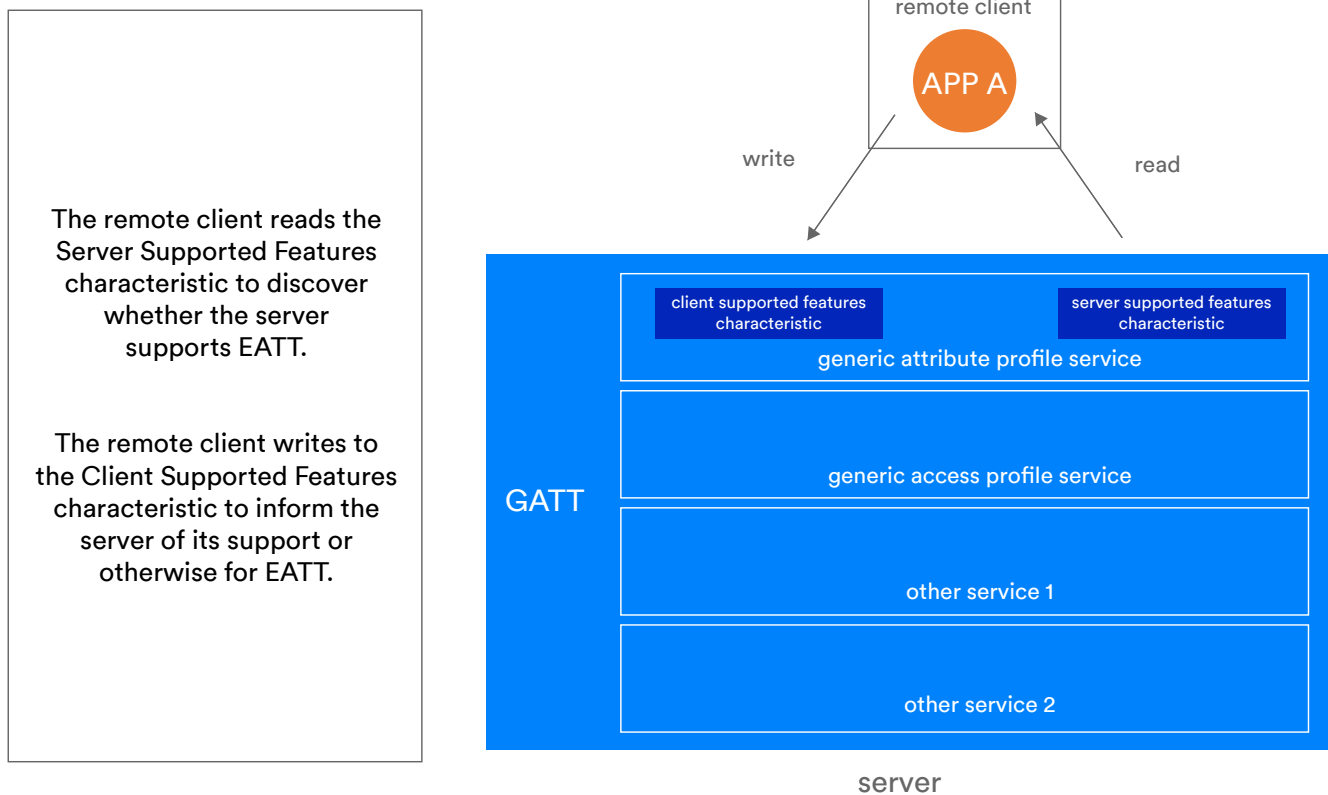 The remote client reads the
Server Supported Features
characteristic to discover
whether the server
supports EATT.
The remote client writes to
the Client Supported Features
characteristic to inform the
server of its support or
otherwise for EATT.
remote client
APP A
write
read
client supported features
characteristic
server supported features
characteristic
generic attribute profile service
generic access profile service
GATT
other service 1
other service 2
server